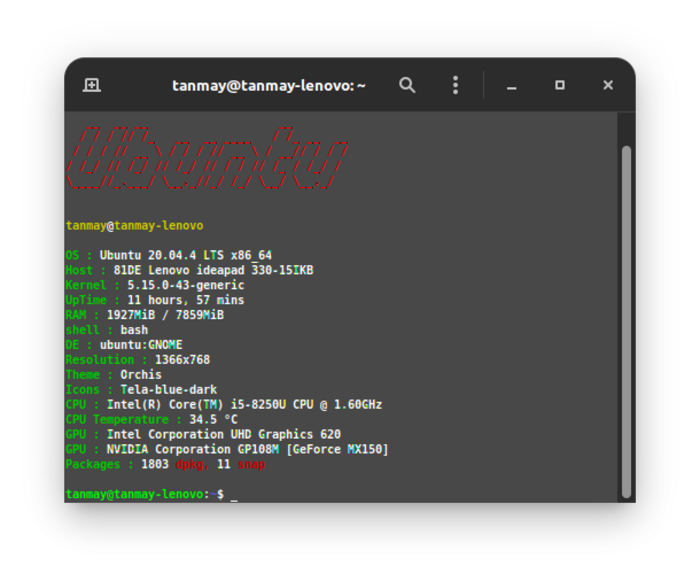 tanmay@tanmay-lenovo: ~
Ubuntu
tanmay@tanmay-lenovo
OS : Ubuntu 20.04.4 LTS x86_64
Host : 81DE Lenovo ideapad 330-15IKB
Kernel : 5.15.0-43-generic
UpTime : 11 hours, 57 mins
RAM : 1927MiB / 7859MiB
shell : bash
DE : ubuntu:GNOME
Resolution : 1366x768
Theme : Orchis
Icons : Tela-blue-dark
CPU : Intel(R) Core(TM) i5-8250U CPU @ 1.60GHz
CPU Temperature : 34.5 °C
GPU : Intel Corporation UHD Graphics 620
GPU : NVIDIA Corporation GP108M [GeForce MX150]
Packages : 1803 dpkg, 11 snap
tanmay@tanmay-lenovo:~$ _